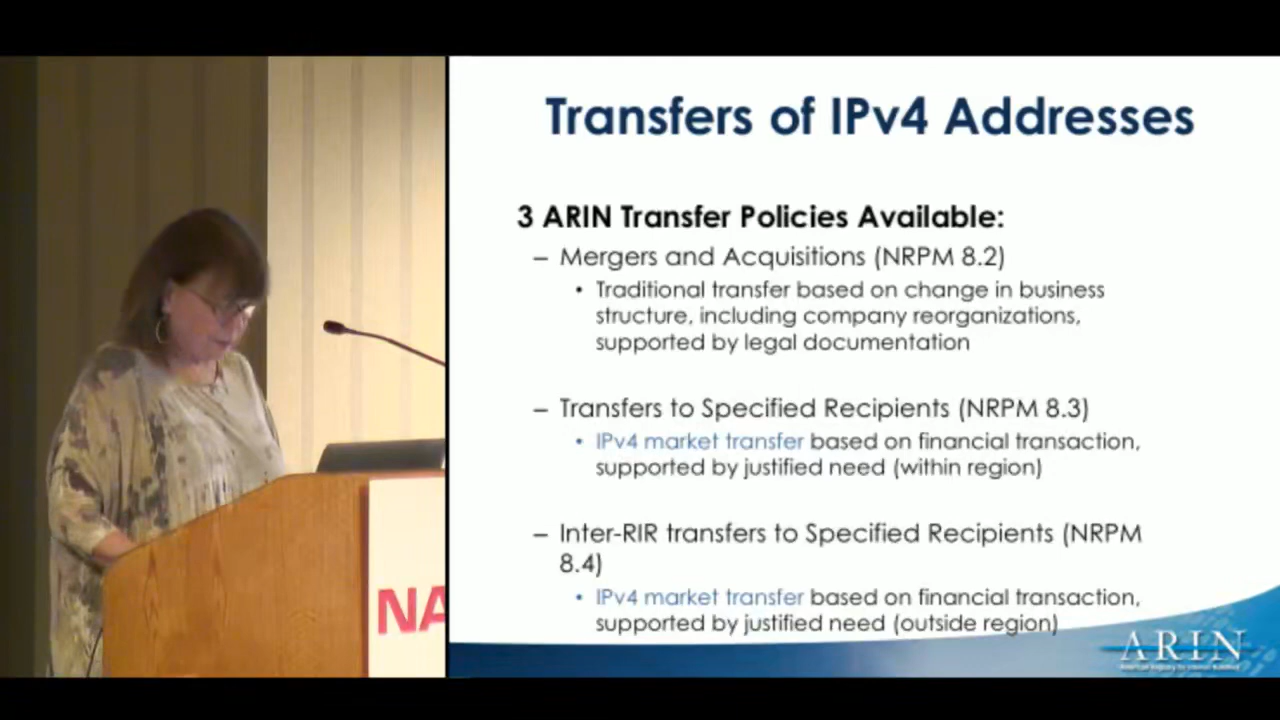 Transfers of IPv4 Addresses
3 ARIN Transfer Policies Available:
– Mergers and Acquisitions (NRPM 8.2)
• Traditional transfer based on change in business
structure, including company reorganizations,
supported by legal documentation
– Transfers to Specified Recipients (NRPM 8.3)
• IPv4 market transfer based on financial transaction,
supported by justified need (within region)
– Inter-RIR transfers to Specified Recipients (NRPM
8.4)
• IPv4 market transfer based on financial transaction,
supported by justified need (outside region)
ARIN
NA